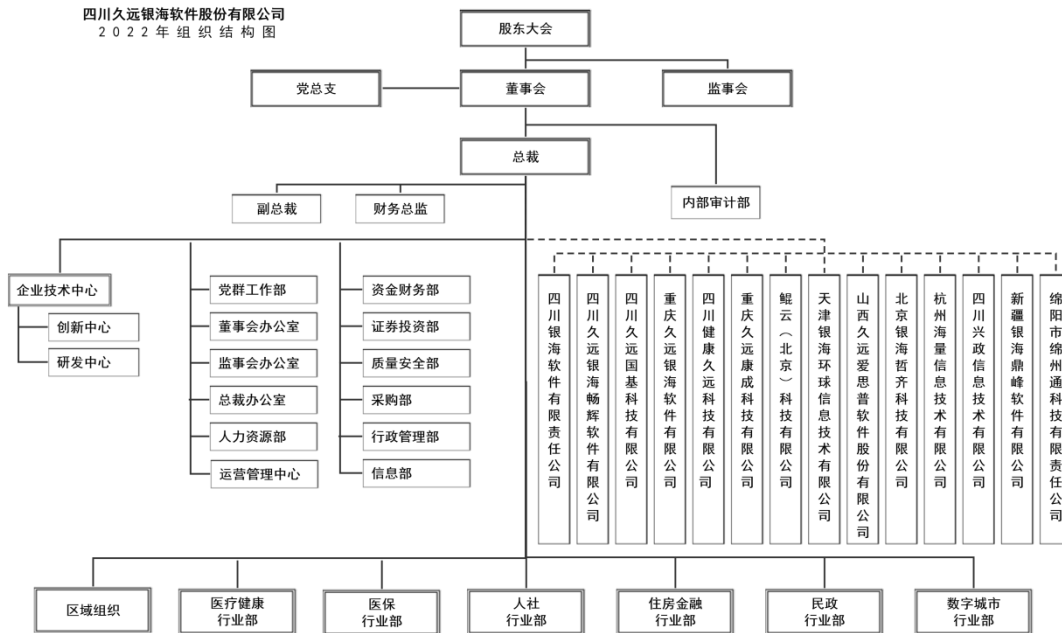 四川久远银海软件股份有限公司
2022年组织结构图
股东大会
党总支
董事会
监事会
总裁
副总裁
财务总监
内部审计部
企业技术中心
创新中心
研发中心
党群工作部
董事会办公室
监事会办公室
总裁办公室
人力资源部
运营管理中心
资金财务部
证券投资部
质量安全部
采购部
行政管理部
信息部
四川银海软件有限责任公司
四川久远银海畅辉软件有限公司
四川久远国基科技有限公司
重庆久远银海软件有限公司
四川健康久远科技有限公司
重庆久远康成科技有限公司
鲲云（北京）科技有限公司
天津银海环球信息技术有限公司
山西久远爱思普软件股份有限公司
北京银海哲齐科技有限公司
杭州海量信息技术有限公司
四川兴政信息技术有限公司
新疆银海鼎峰软件有限公司
绵阳市绵州通科技有限责任公司
区域组织
医疗健康
行业部
医保
行业部
人社
行业部
住房金融
行业部
民政
行业部
数字城市
行业部